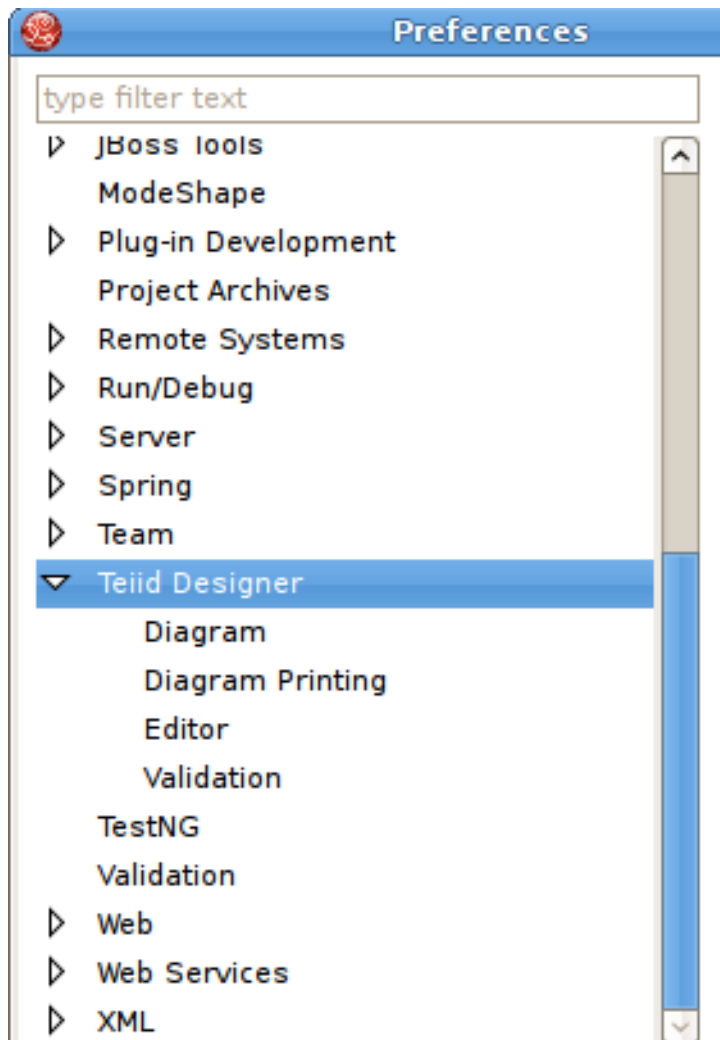 Preferences
type filter text
JBoss Tools
ModeShape
Plug-in Development
Project Archives
Remote Systems
Run/Debug
Server
Spring
Team
Teiid Designer
Diagram
Diagram Printing
Editor
Validation
TestNG
Validation
Web
Web Services
XML